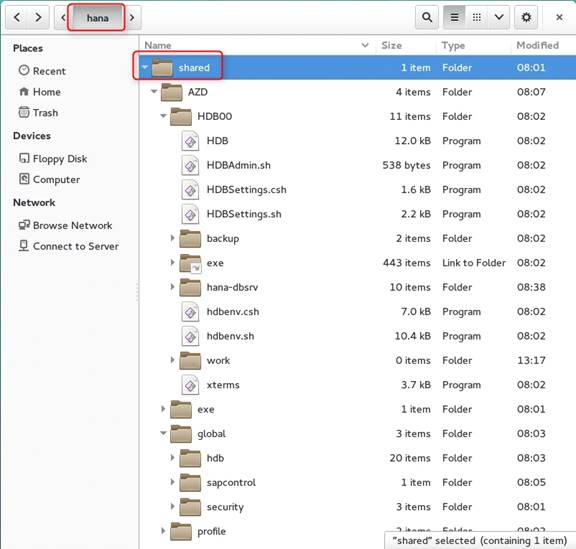 hana
Places
Recent
Home
Trash
Devices
Floppy Disk
Computer
Network
Browse Network
Connect to Server
Name Size Type Modified
shared 1 item Folder 08:01
AZD 4 items Folder 08:07
HDB00 11 items Folder 08:02
HDB 12.0 kB Program 08:02
HDBAdmin.sh 538 bytes Program 08:02
HDBSettings.csh 1.6 kB Program 08:02
HDBSettings.sh 2.2 kB Program 08:02
backup 2 items Folder 08:02
exe 443 items Link to Folder 08:02
hana-dbsrv 10 items Folder 08:38
hdbenv.csh 7.0 kB Program 08:02
hdbenv.sh 10.4 kB Program 08:02
work 0 items Folder 13:17
xterms 3.7 kB Program 08:02
exe 1 item Folder 08:01
global 3 items Folder 08:03
hdb 20 items Folder 08:03
sapcontrol 1 item Folder 08:05
security 3 items Folder 08:01
profile
"shared" selected (containing 1 item)